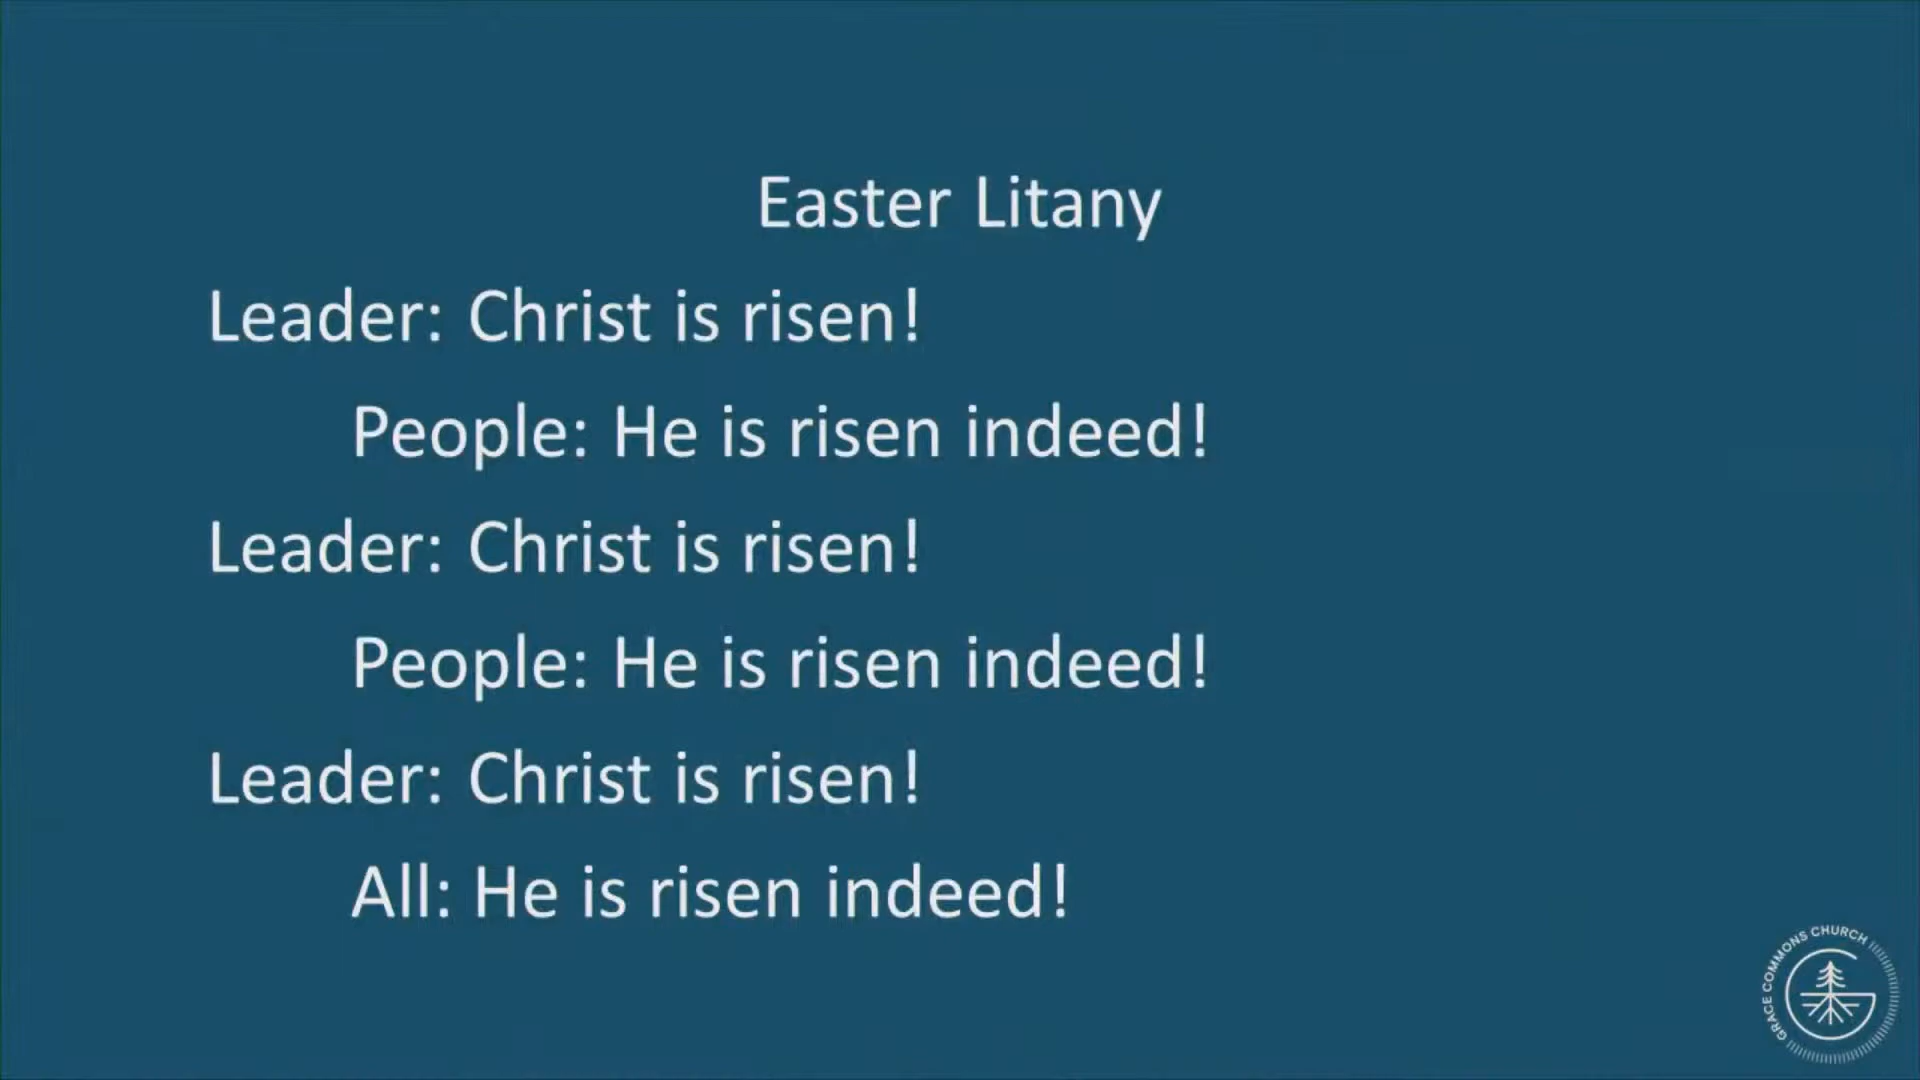 Easter Litany
Leader: Christ is risen!
People: He is risen indeed!
Leader: Christ is risen!
People: He is risen indeed!
Leader: Christ is risen!
All: He is risen indeed!
GRACE COMMONS CHURCH